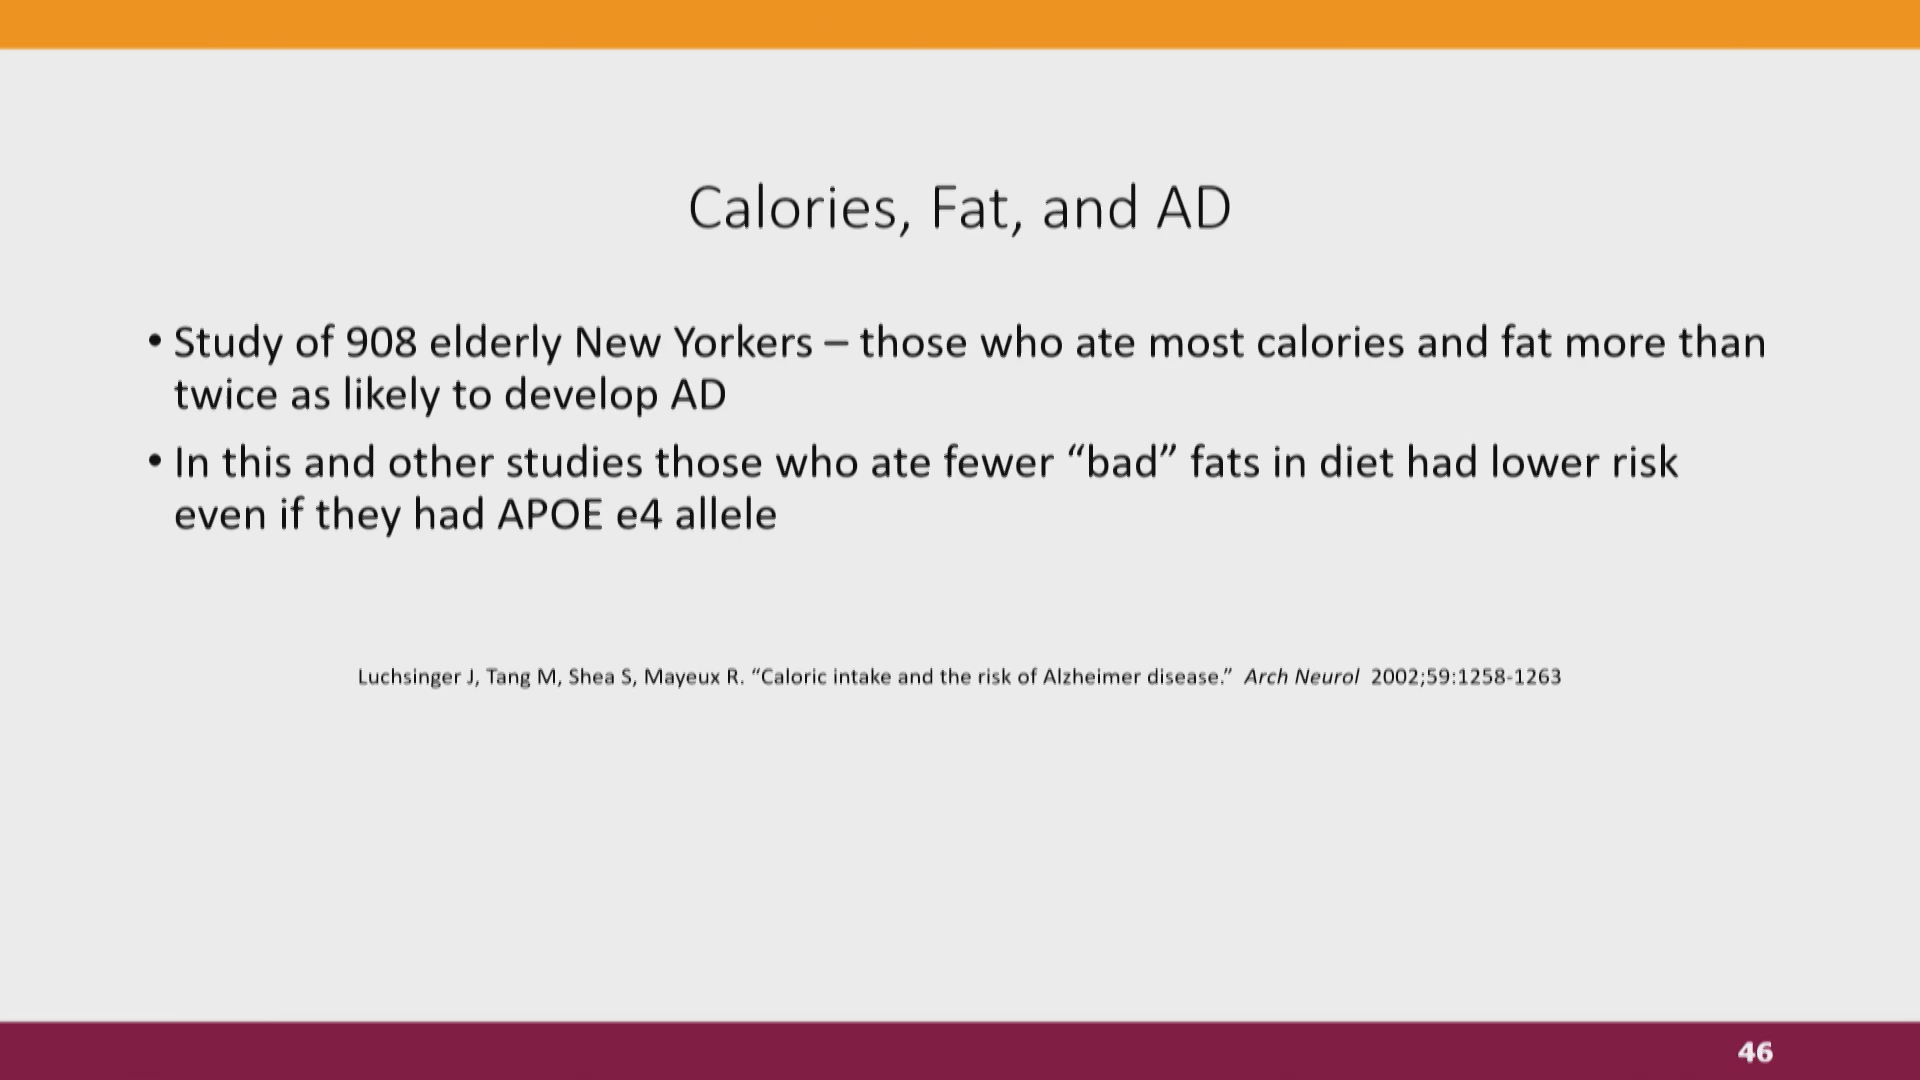 Calories, Fat, and AD
• Study of 908 elderly New Yorkers – those who ate most calories and fat more than
twice as likely to develop AD
• In this and other studies those who ate fewer “bad” fats in diet had lower risk
even if they had APOE e4 allele
Luchsinger J, Tang M, Shea S, Mayeux R. “Caloric intake and the risk of Alzheimer disease.” Arch Neurol 2002;59:1258-1263
46